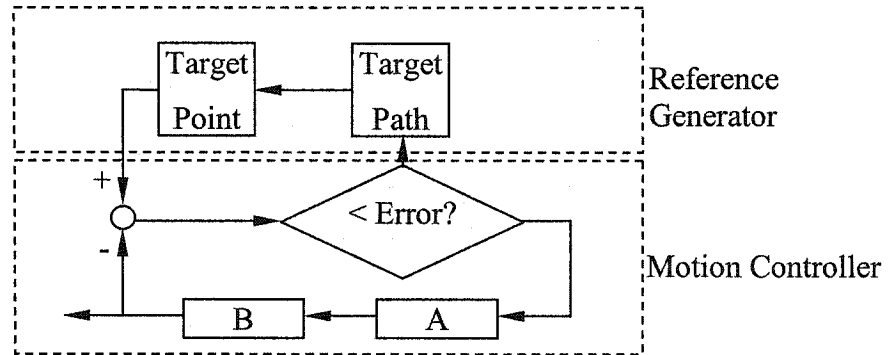 Target
Point
Target
Path
Reference
Generator
+
-
< Error?
Motion Controller
B
A